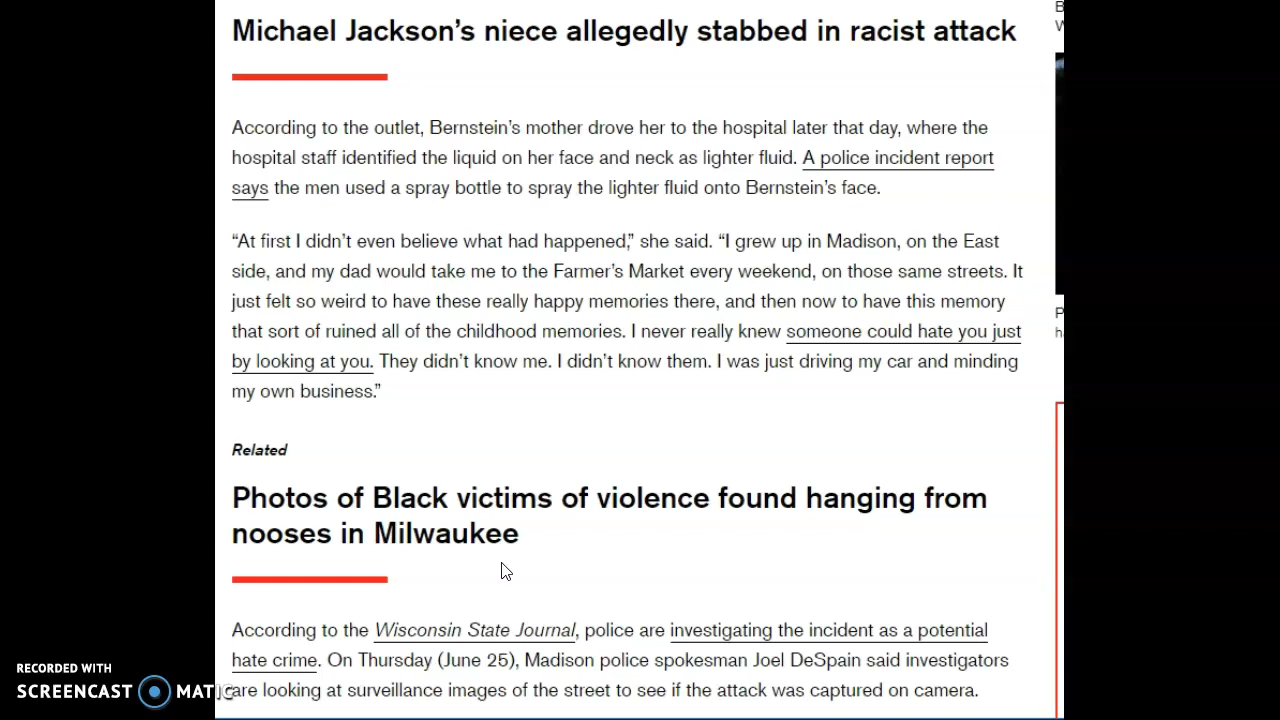 Michael Jackson’s niece allegedly stabbed in racist attack
According to the outlet, Bernstein’s mother drove her to the hospital later that day, where the
hospital staff identified the liquid on her face and neck as lighter fluid. A police incident report
says the men used a spray bottle to spray the lighter fluid onto Bernstein’s face.
“At first I didn’t even believe what had happened,” she said. “I grew up in Madison, on the East
side, and my dad would take me to the Farmer’s Market every weekend, on those same streets. It
just felt so weird to have these really happy memories there, and then now to have this memory
that sort of ruined all of the childhood memories. I never really knew someone could hate you just
by looking at you. They didn’t know me. I didn’t know them. I was just driving my car and minding
my own business.”
Related
Photos of Black victims of violence found hanging from
nooses in Milwaukee
According to the Wisconsin State Journal, police are investigating the incident as a potential
hate crime. On Thursday (June 25), Madison police spokesman Joel DeSpain said investigators
are looking at surveillance images of the street to see if the attack was captured on camera.
RECORDED WITH
SCREENCAST MATIC